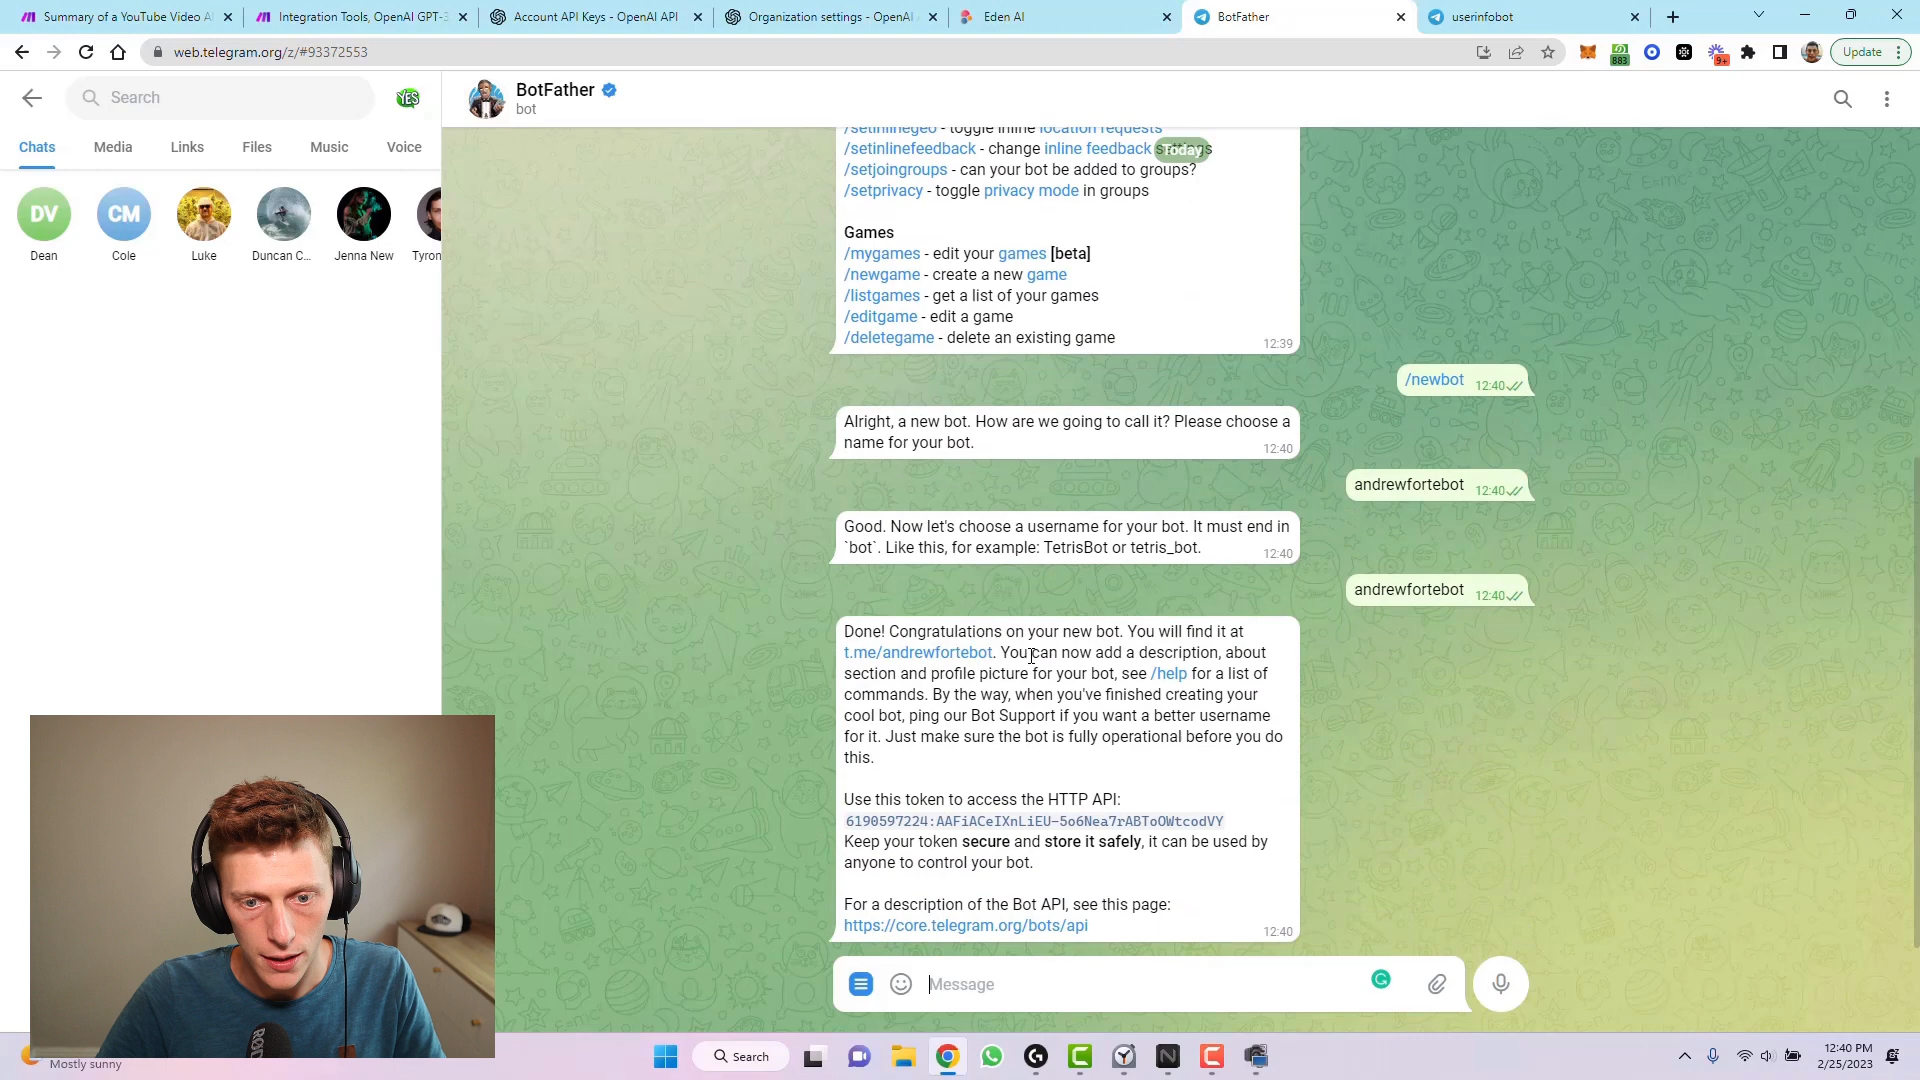 Summary of a YouTube Video A
Integration Tools, OpenAI GPT-3
Account API Keys - OpenAI API
Organization settings - OpenAI
Eden AI
BotFather
userinfobot
web.telegram.org/z/#93372553
883
9+
Update
Search
YES
BotFather
bot
Chats
Media
Links
Files
Music
Voice
DV
CM
Dean
Cole
Luke
Duncan C...
Jenna New
Tyron
/setinlinegeo - toggle inline location requests
/setinlinefeedback - change inline feedback settings
Today
/setjoingroups - can your bot be added to groups?
/setprivacy - toggle privacy mode in groups
Games
/mygames - edit your games [beta]
/newgame - create a new game
/listgames - get a list of your games
/editgame - edit a game
/deletegame - delete an existing game
12:39
/newbot 12:40
Alright, a new bot. How are we going to call it? Please choose a
name for your bot.
12:40
andrewfortebot 12:40
Good. Now let's choose a username for your bot. It must end in
`bot`. Like this, for example: TetrisBot or tetris_bot.
12:40
andrewfortebot 12:40
Done! Congratulations on your new bot. You will find it at
t.me/andrewfortebot. You can now add a description, about
section and profile picture for your bot, see /help for a list of
commands. By the way, when you've finished creating your
cool bot, ping our Bot Support if you want a better username
for it. Just make sure the bot is fully operational before you do
this.
Use this token to access the HTTP API:
6190597224:AAFiACeIXnLiEU-5o6Nea7rABToOWtcodVY
Keep your token secure and store it safely, it can be used by
anyone to control your bot.
For a description of the Bot API, see this page:
https://core.telegram.org/bots/api
12:40
Message
Mostly sunny
Search
12:40 PM
2/25/2023